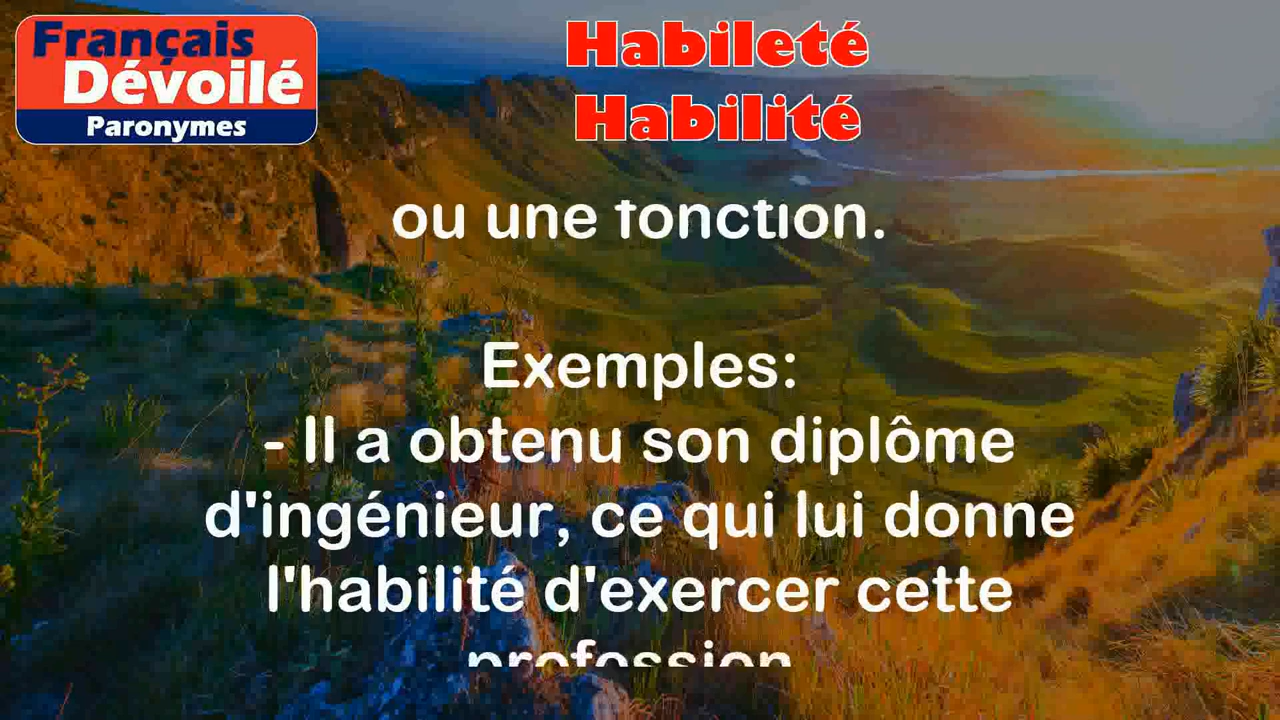 Français
Dévoilé
Paronymes
Habileté
Habilité
ou une fonction.
Exemples:
- Il a obtenu son diplôme
d'ingénieur, ce qui lui donne
l'habilité d'exercer cette
profession